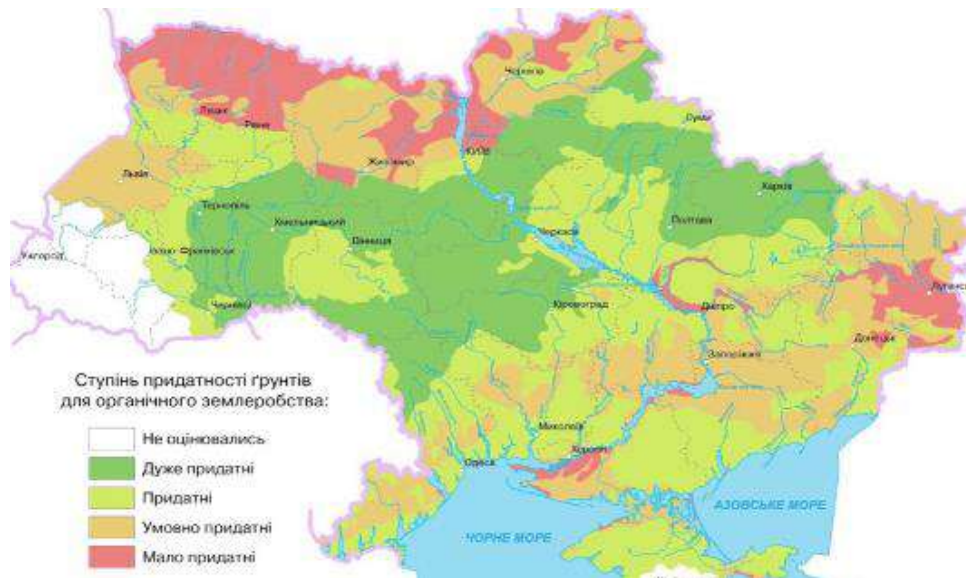 Чернігів
Суми
Луцьк
Рівне
КИЇВ
Житомир
Львів
Харків
Тернопіль
Хмельницький
Полтава
Вінниця
Черкаси
Івано-Франківськ
Ужгород
Чернівці
Кіровоград
Дніпро
Луганськ
Донецьк
Запоріжжя
Ступінь придатності ґрунтів
для органічного землеробства:
Не оцінювались
Дуже придатні
Придатні
Умовно придатні
Мало придатні
Миколаїв
Херсон
Одеса
АЗОВСЬКЕ МОРЕ
ЧОРНЕ МОРЕ